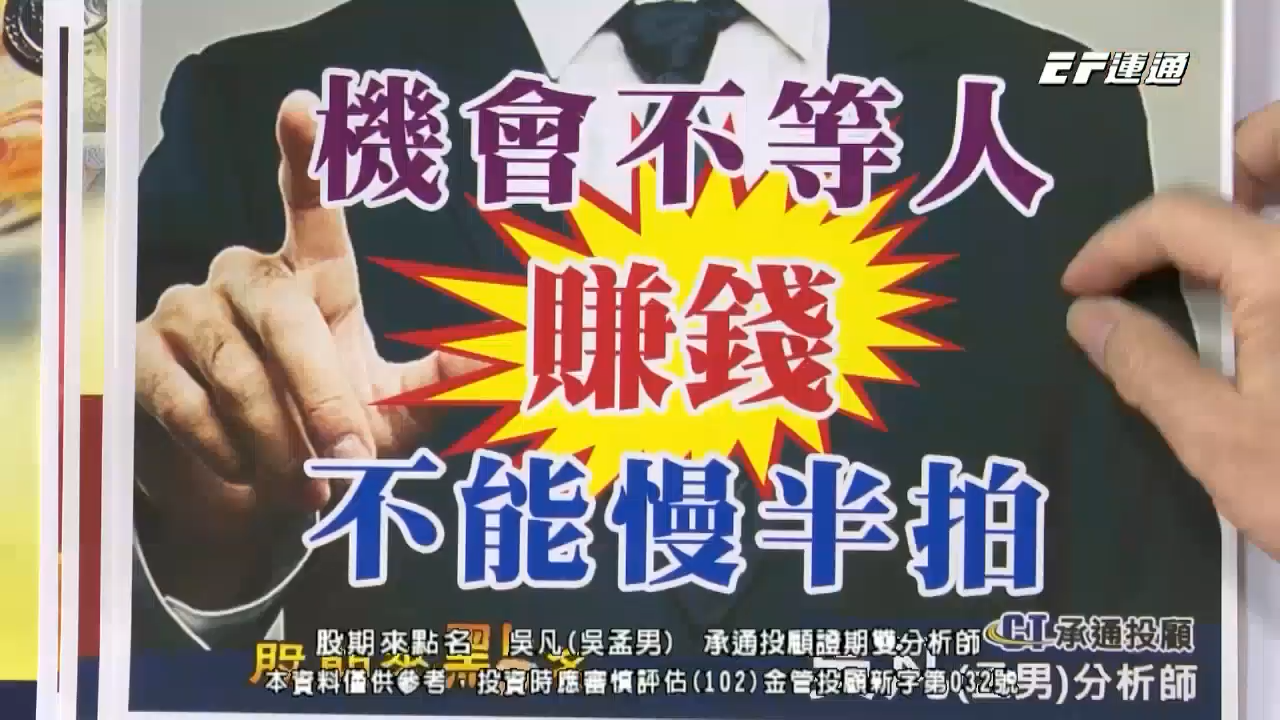 EF運通
機會不等人
賺錢
不能慢半拍
CT承通投顧
股期來點名 吳凡(吳孟男) 承通投顧證期雙分析師
本資料僅供參考，投資時應審慎評估(102)金管投顧新字第032號
男)分析師